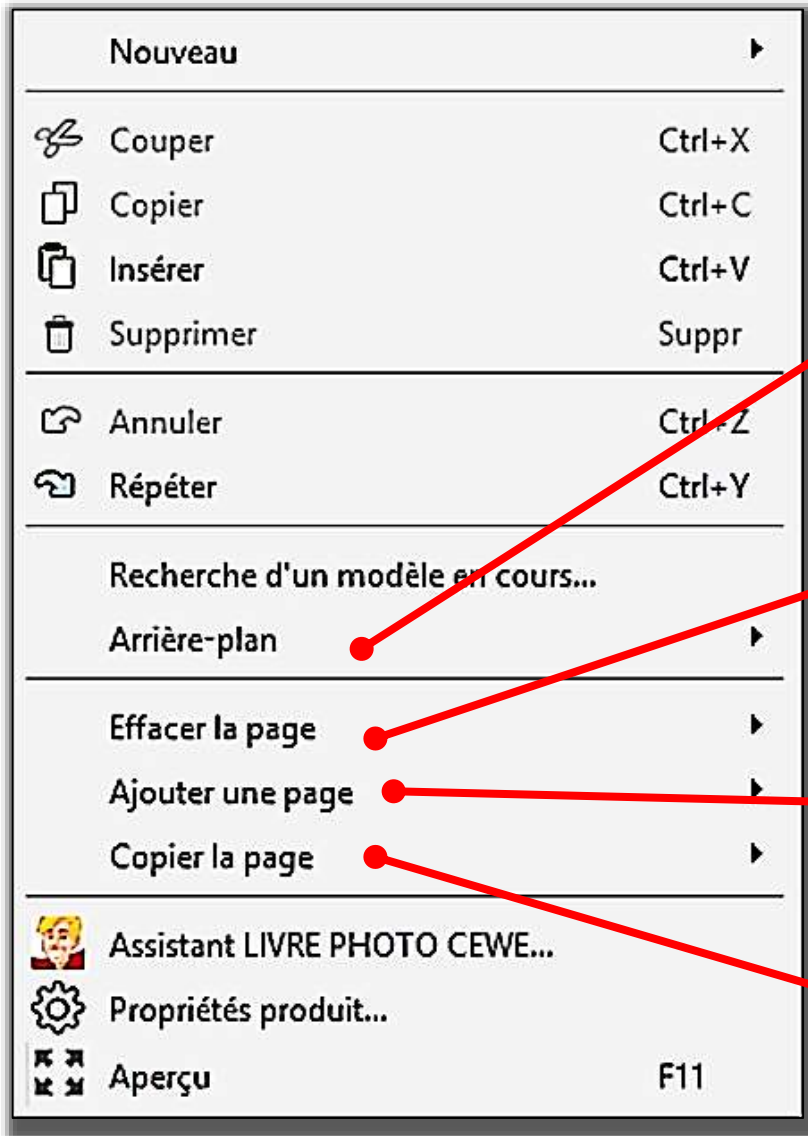 Nouveau
Couper Ctrl+X
Copier Ctrl+C
Insérer Ctrl+V
Supprimer Suppr
Annuler Ctrl+Z
Répéter Ctrl+Y
Recherche d'un modèle en cours...
Arrière-plan
Effacer la page
Ajouter une page
Copier la page
Assistant LIVRE PHOTO CEWE...
Propriétés produit...
Aperçu F11